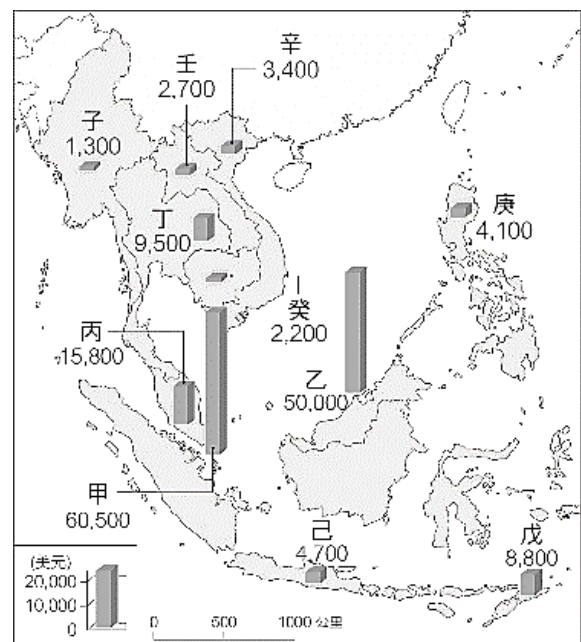 辛
3,400
壬
2,700
子
1,300
丁
9,500
庚
4,100
癸
2,200
丙
15,800
乙
50,000
甲
60,500
己
4,700
戊
8,800
(美元)
20,000
10,000
0
0 500 1000 公里